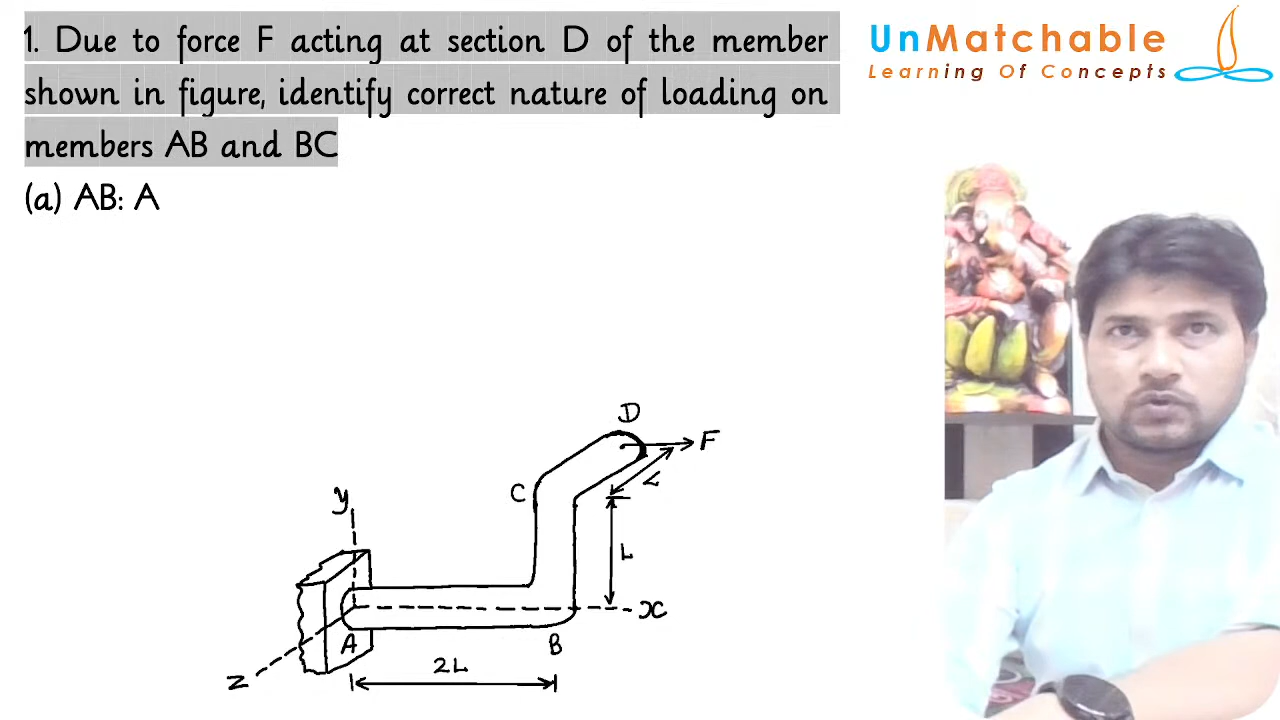 1. Due to force F acting at section D of the member
shown in figure, identify correct nature of loading on
members AB and BC
(a) AB: A
UnMatchable
Learning Of Concepts
D
F
L
C
y
L
x
A
B
z
2L